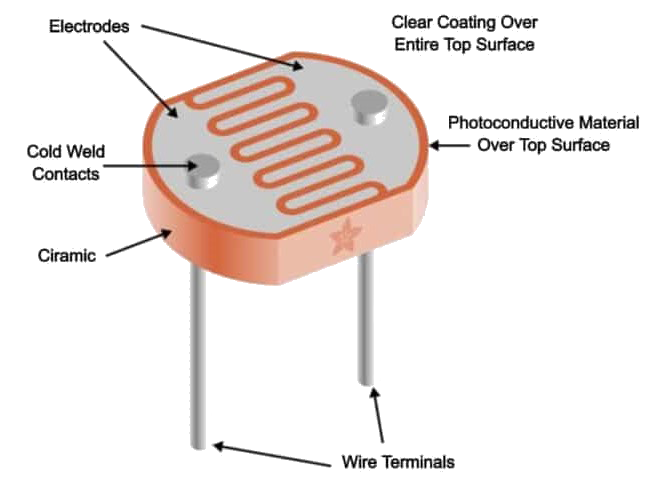 Electrodes
Clear Coating Over
Entire Top Surface
Photoconductive Material
Over Top Surface
Cold Weld
Contacts
Ciramic
Wire Terminals